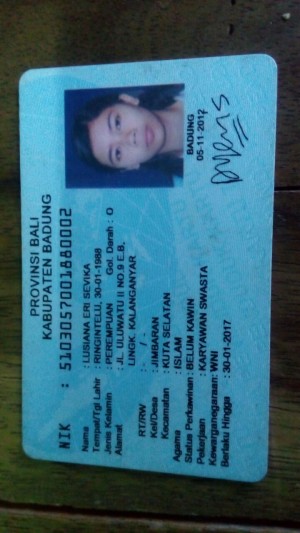 PROVINSI BALI
KABUPATEN BADUNG
NIK : 5103057001880002
Nama : LUSIANA ERI SEVIKA
Tempat/Tgl Lahir : RINGINTELU, 30-01-1988
Jenis Kelamin : PEREMPUAN Gol. Darah : O
Alamat : JL. ULUWATU II NO.9 E.B.
LINGK. KALANGANYAR
RT/RW : - / -
Kel/Desa : JIMBARAN
Kecamatan : KUTA SELATAN
Agama : ISLAM
Status Perkawinan : BELUM KAWIN
Pekerjaan : KARYAWAN SWASTA
Kewarganegaraan : WNI
Berlaku Hingga : 30-01-2017
BADUNG
05-11-2012